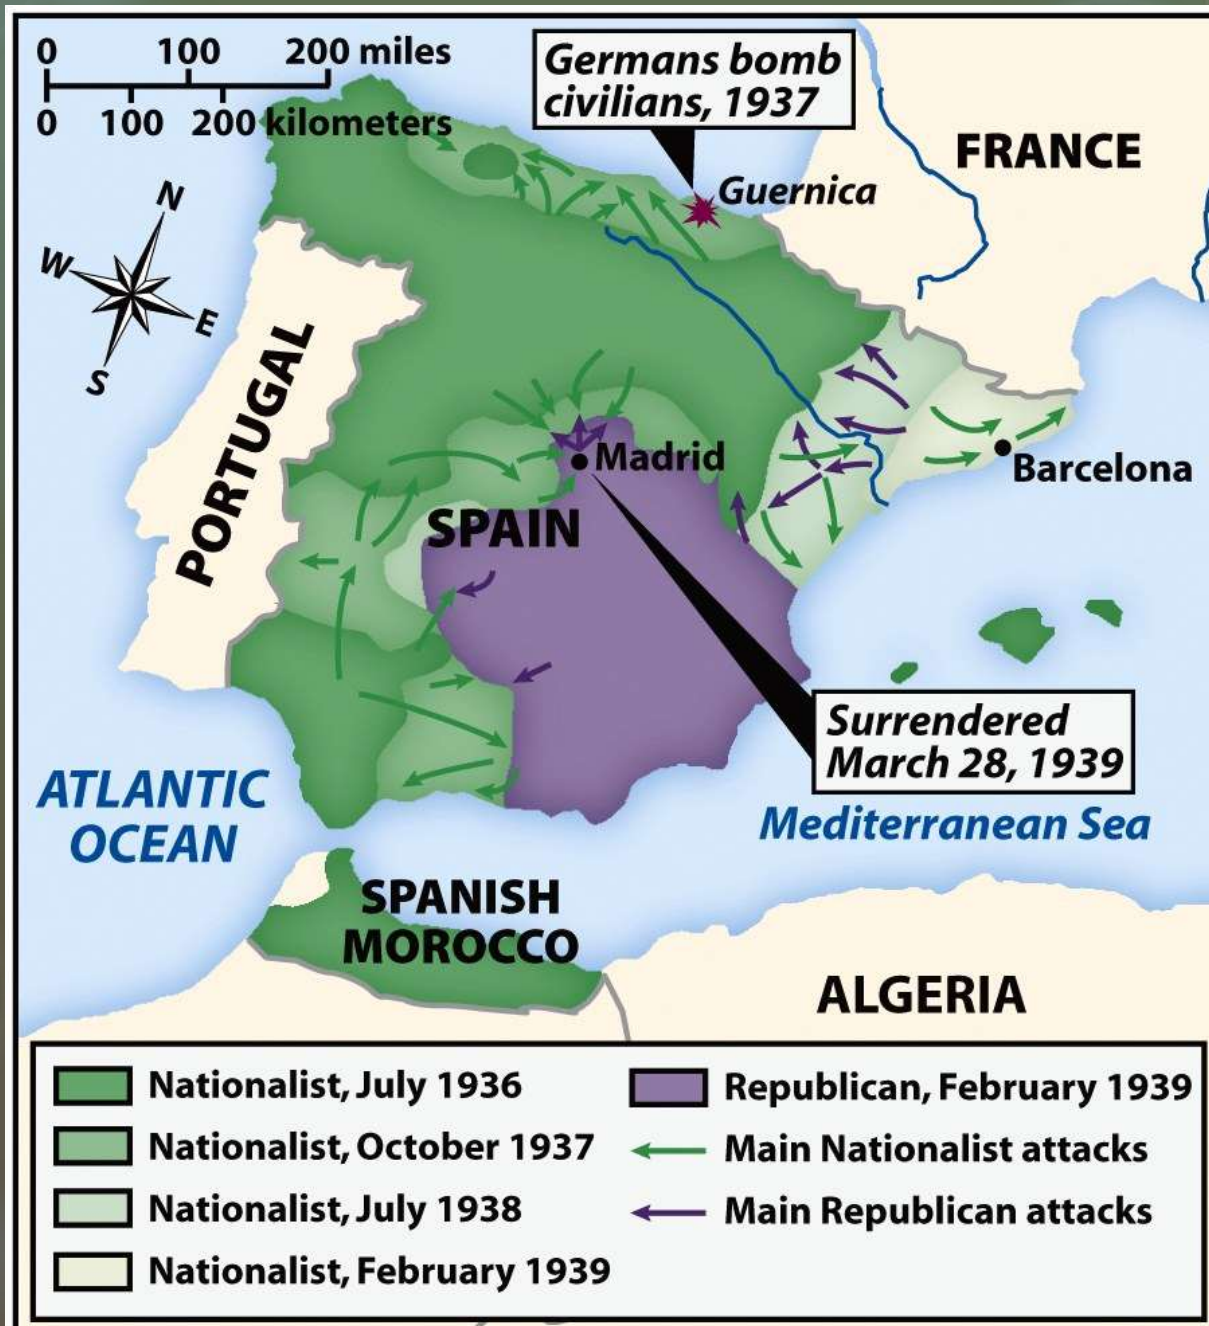 0 100 200 miles
0 100 200 kilometers
Germans bomb
civilians, 1937
FRANCE
Guernica
N
W
E
S
PORTUGAL
Madrid
Barcelona
SPAIN
Surrendered
March 28, 1939
ATLANTIC
OCEAN
Mediterranean Sea
SPANISH
MOROCCO
ALGERIA
Nationalist, July 1936
Nationalist, October 1937
Nationalist, July 1938
Nationalist, February 1939
Republican, February 1939
Main Nationalist attacks
Main Republican attacks